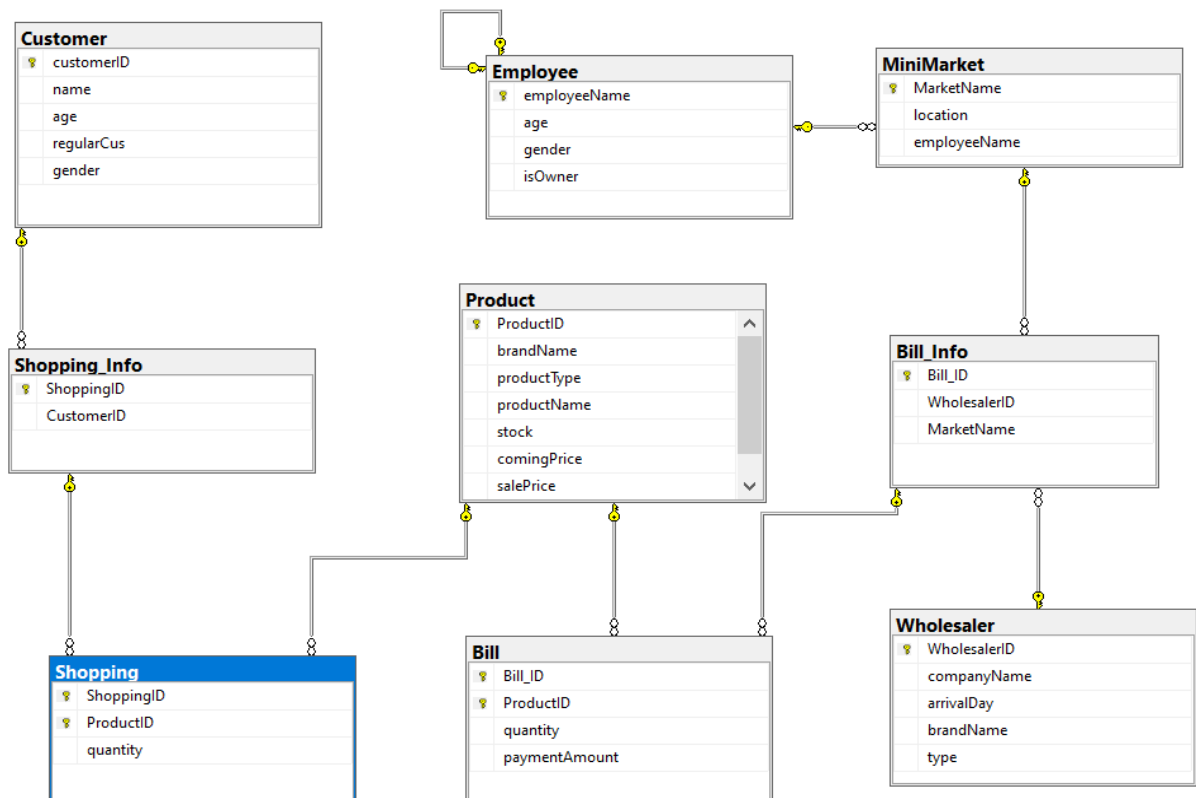 Customer
customerID
name
age
regularCus
gender
Employee
employeeName
age
gender
isOwner
MiniMarket
MarketName
location
employeeName
Product
ProductID
brandName
productType
productName
stock
comingPrice
salePrice
Shopping_Info
ShoppingID
CustomerID
Bill_Info
Bill_ID
WholesalerID
MarketName
Shopping
ShoppingID
ProductID
quantity
Bill
Bill_ID
ProductID
quantity
paymentAmount
Wholesaler
WholesalerID
companyName
arrivalDay
brandName
type